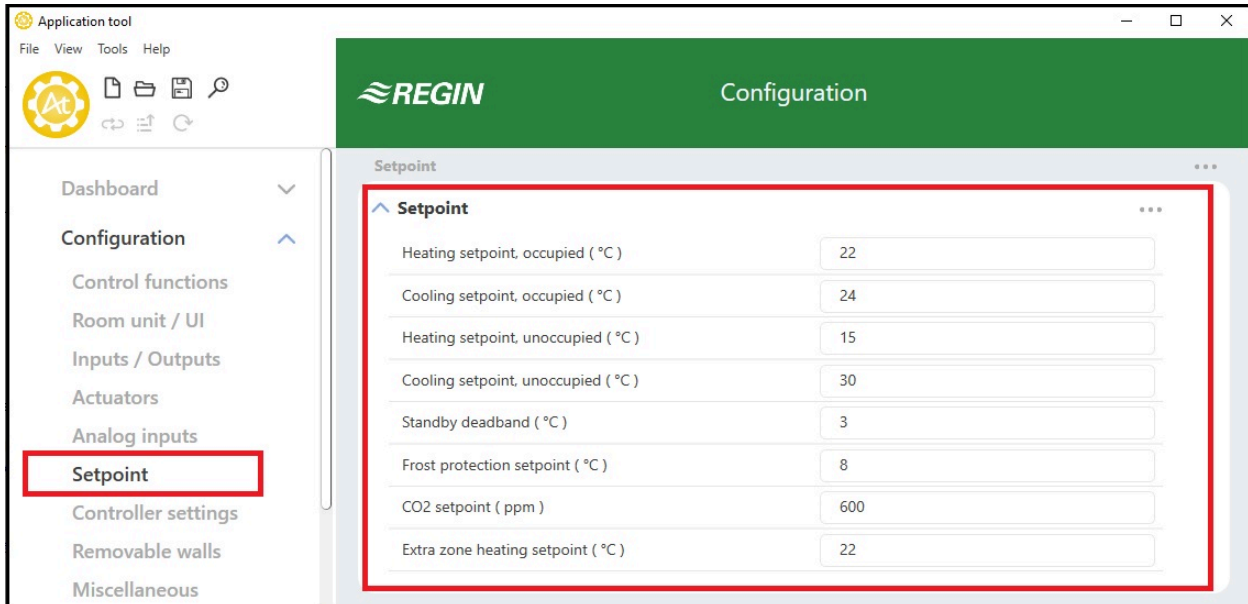 Application tool
File View Tools Help
At
REGIN
Configuration
Dashboard
Configuration
Control functions
Room unit / UI
Inputs / Outputs
Actuators
Analog inputs
Setpoint
Controller settings
Removable walls
Miscellaneous
Setpoint
Setpoint
Heating setpoint, occupied ( °C ) 22
Cooling setpoint, occupied ( °C ) 24
Heating setpoint, unoccupied ( °C ) 15
Cooling setpoint, unoccupied ( °C ) 30
Standby deadband ( °C ) 3
Frost protection setpoint ( °C ) 8
CO2 setpoint ( ppm ) 600
Extra zone heating setpoint ( °C ) 22